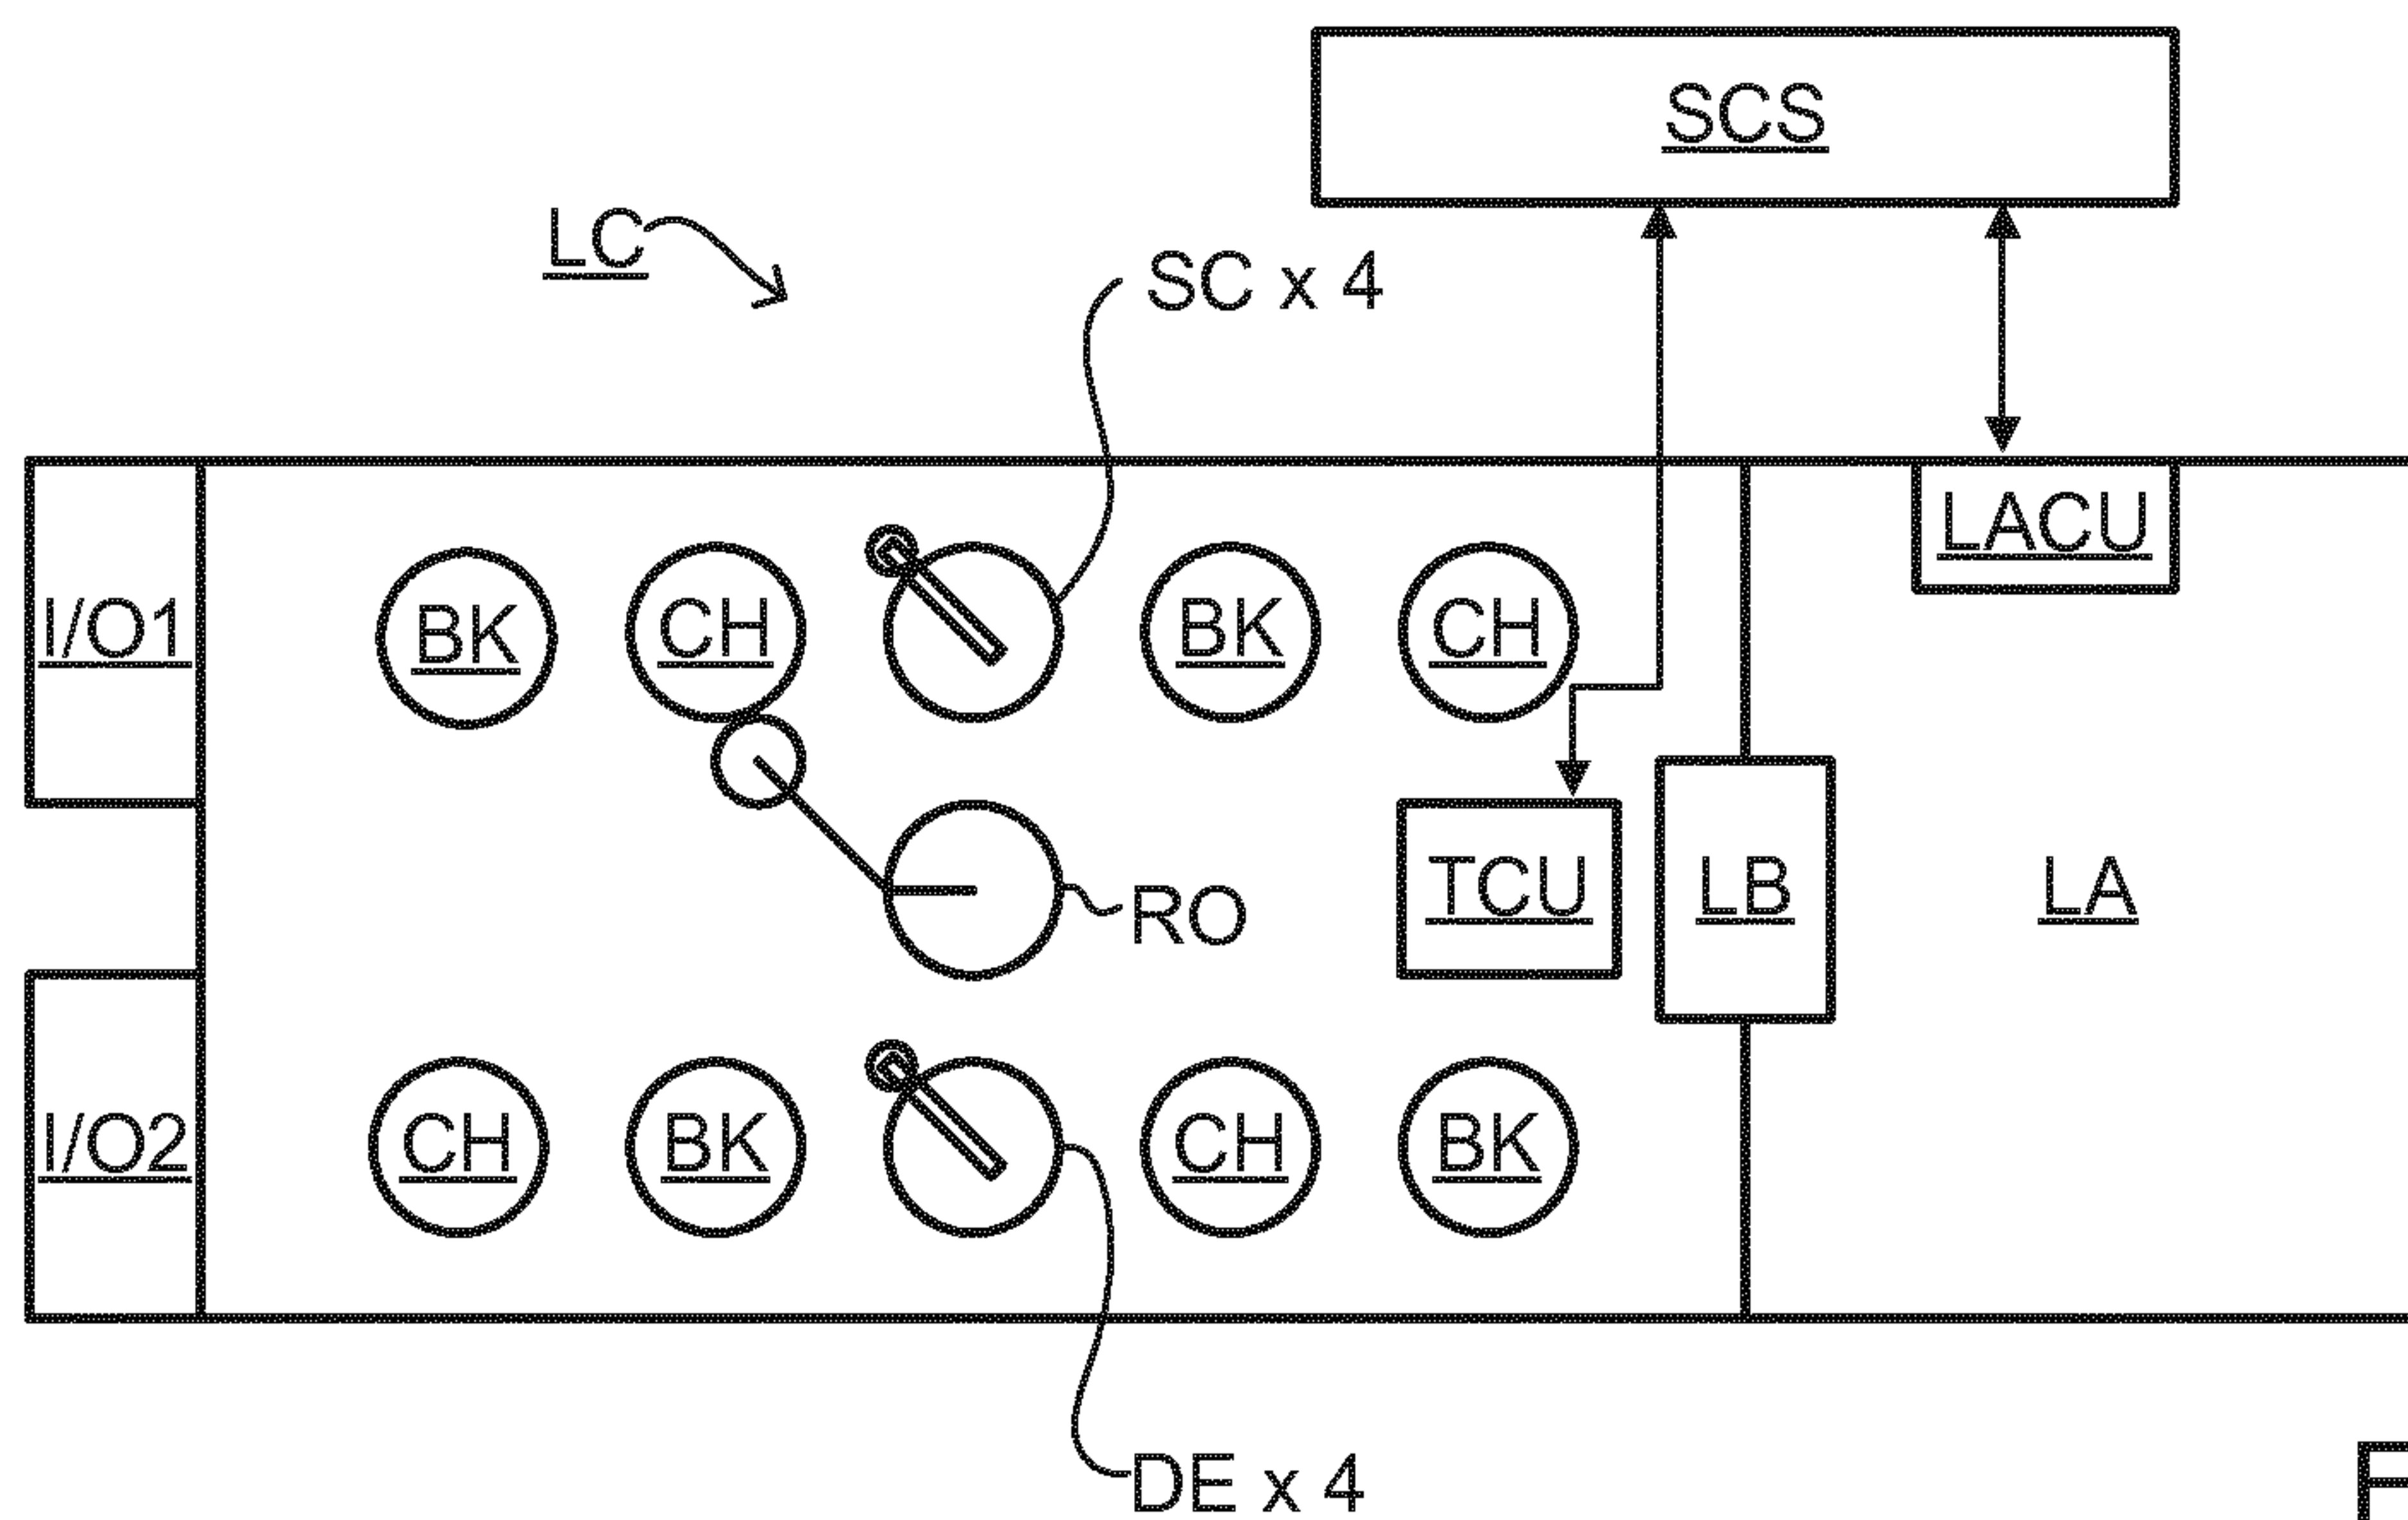 SCS
LC
SC x 4
LACU
I/O1
BK
CH
BK
CH
RO
TCU
LB
LA
I/O2
CH
BK
CH
BK
DE x 4
F